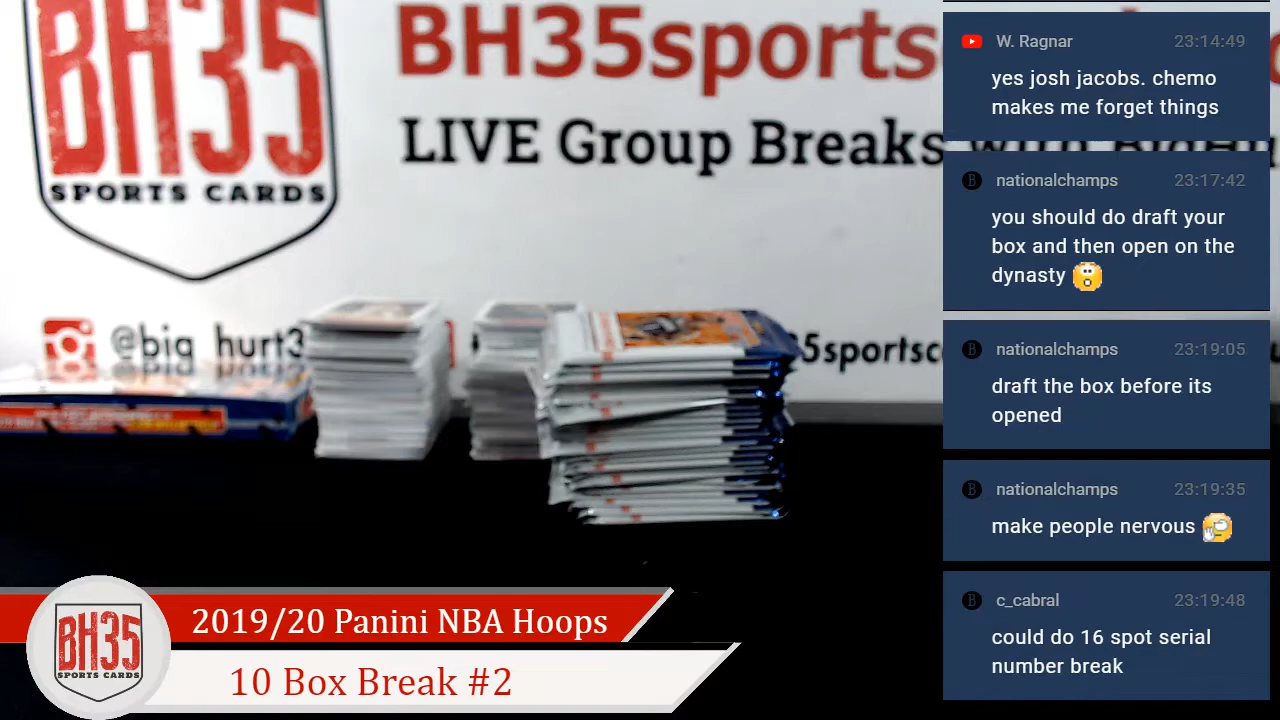 BH35
SPORTS CARDS
BH35sports
LIVE Group Breaks with
@big_hurt3
35sportsc
W. Ragnar 23:14:49
yes josh jacobs. chemo
makes me forget things
nationalchamps 23:17:42
you should do draft your
box and then open on the
dynasty
nationalchamps 23:19:05
draft the box before its
opened
nationalchamps 23:19:35
make people nervous
c_cabral 23:19:48
could do 16 spot serial
number break
BH35
SPORTS CARDS
2019/20 Panini NBA Hoops
10 Box Break #2